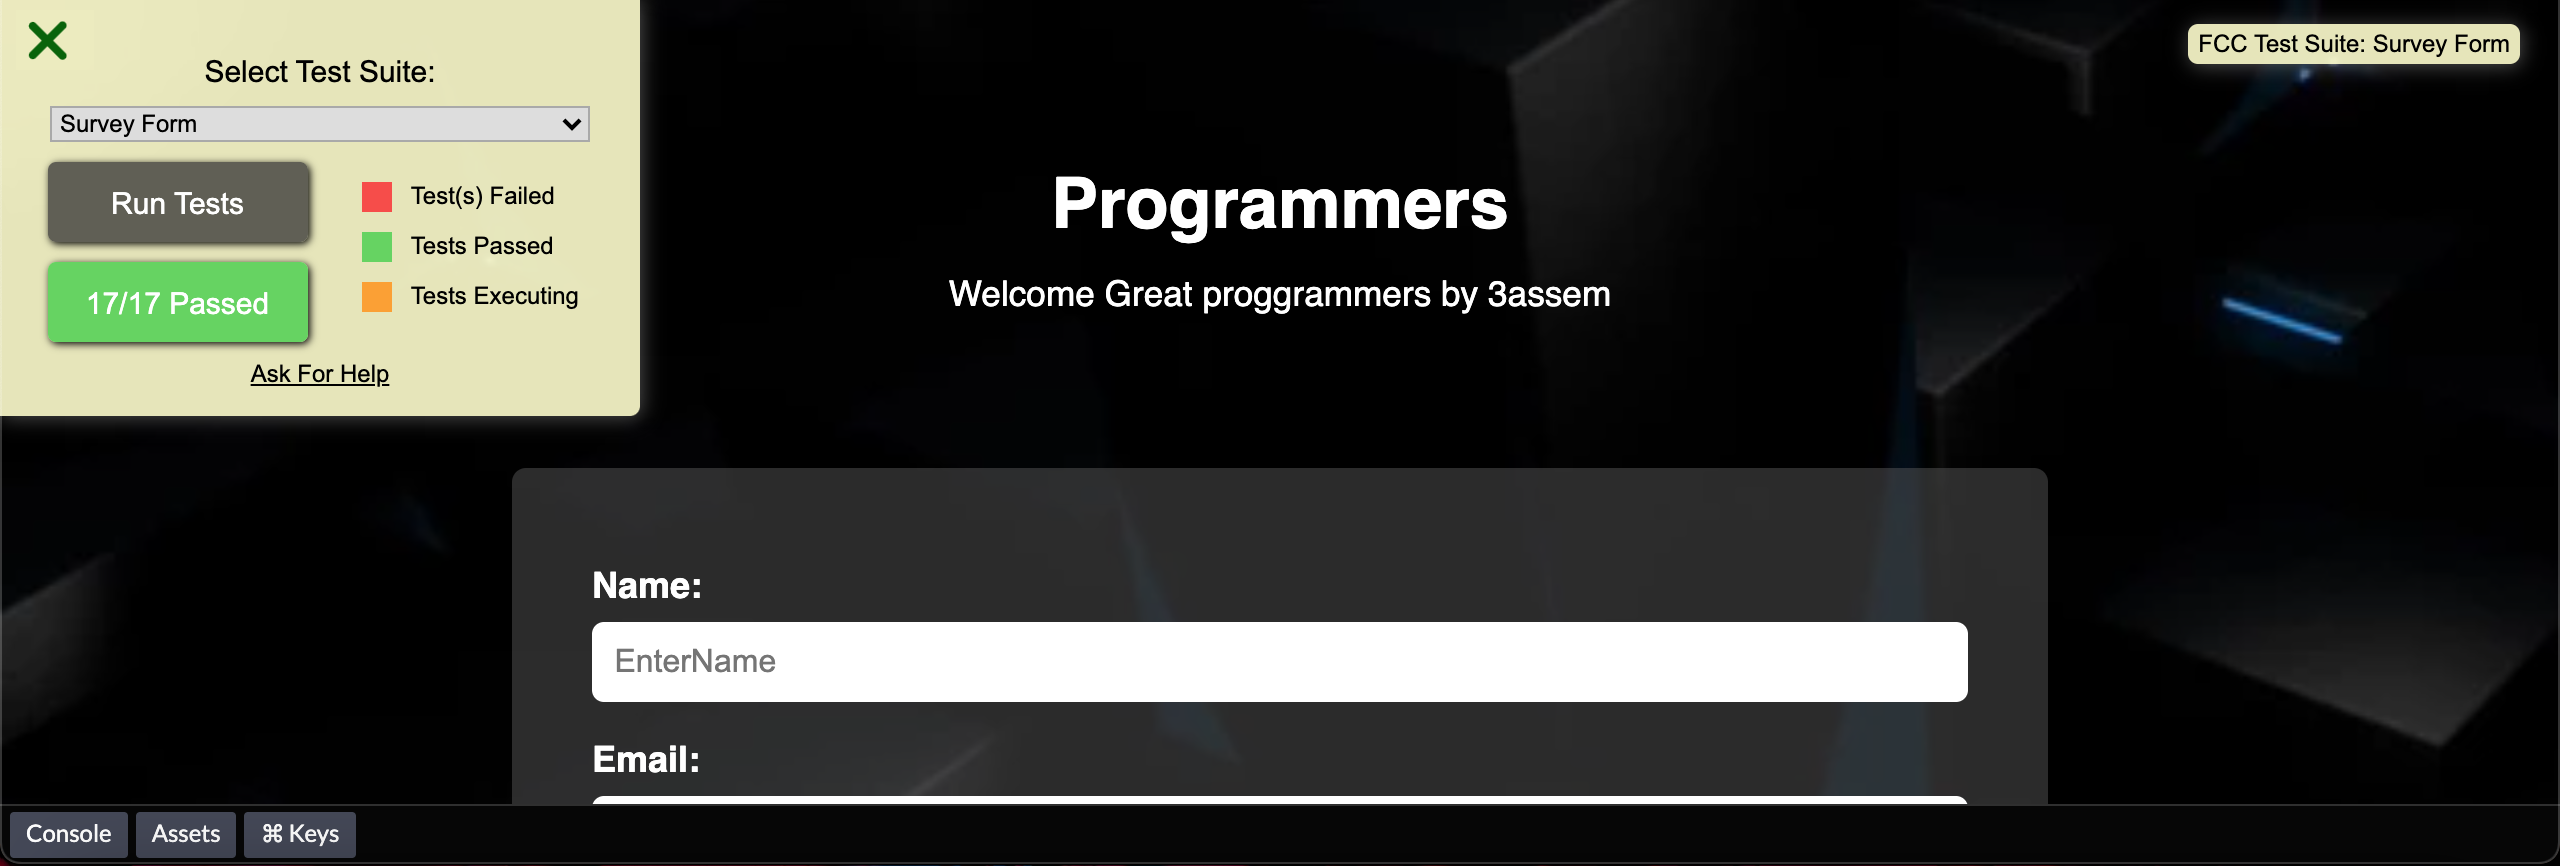 Select Test Suite:
Survey Form
Run Tests
17/17 Passed
Test(s) Failed
Tests Passed
Tests Executing
Ask For Help
FCC Test Suite: Survey Form
Programmers
Welcome Great proggrammers by 3assem
Name:
EnterName
Email:
Console
Assets
⌘ Keys